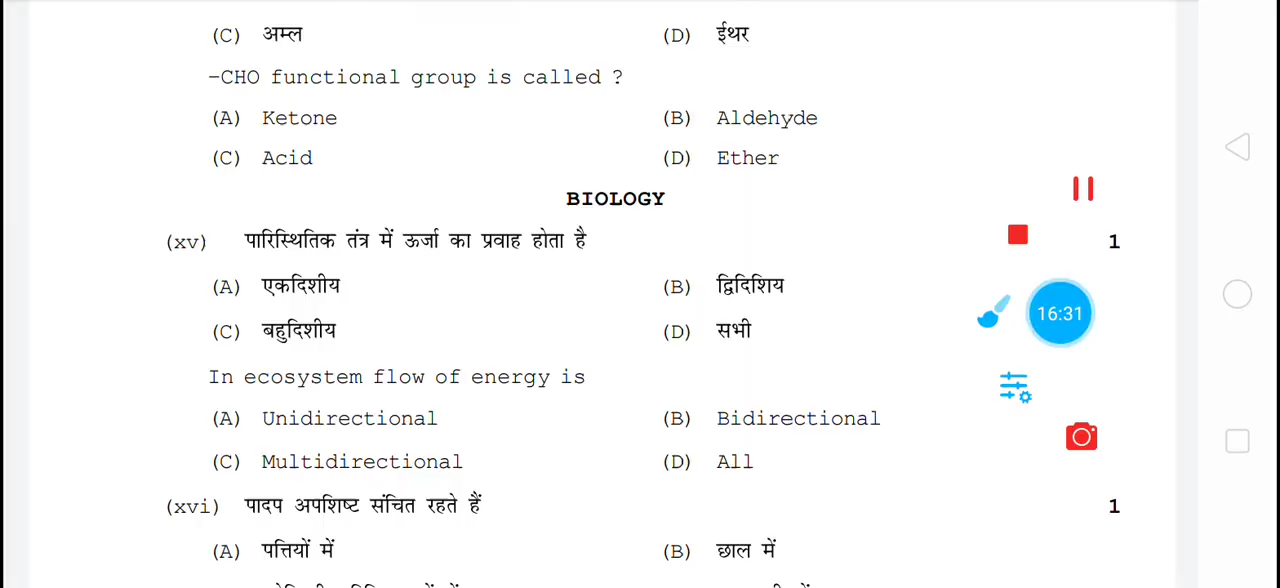 (C) अम्ल (D) ईथर
-CHO functional group is called ?
(A) Ketone (B) Aldehyde
(C) Acid (D) Ether
BIOLOGY
(xv) पारिस्थितिक तंत्र में ऊर्जा का प्रवाह होता है 1
(A) एकदिशीय (B) द्विदिशिय
(C) बहुदिशीय (D) सभी
16:31
In ecosystem flow of energy is
(A) Unidirectional (B) Bidirectional
(C) Multidirectional (D) All
(xvi) पादप अपशिष्ट संचित रहते हैं 1
(A) पत्तियों में (B) छाल में